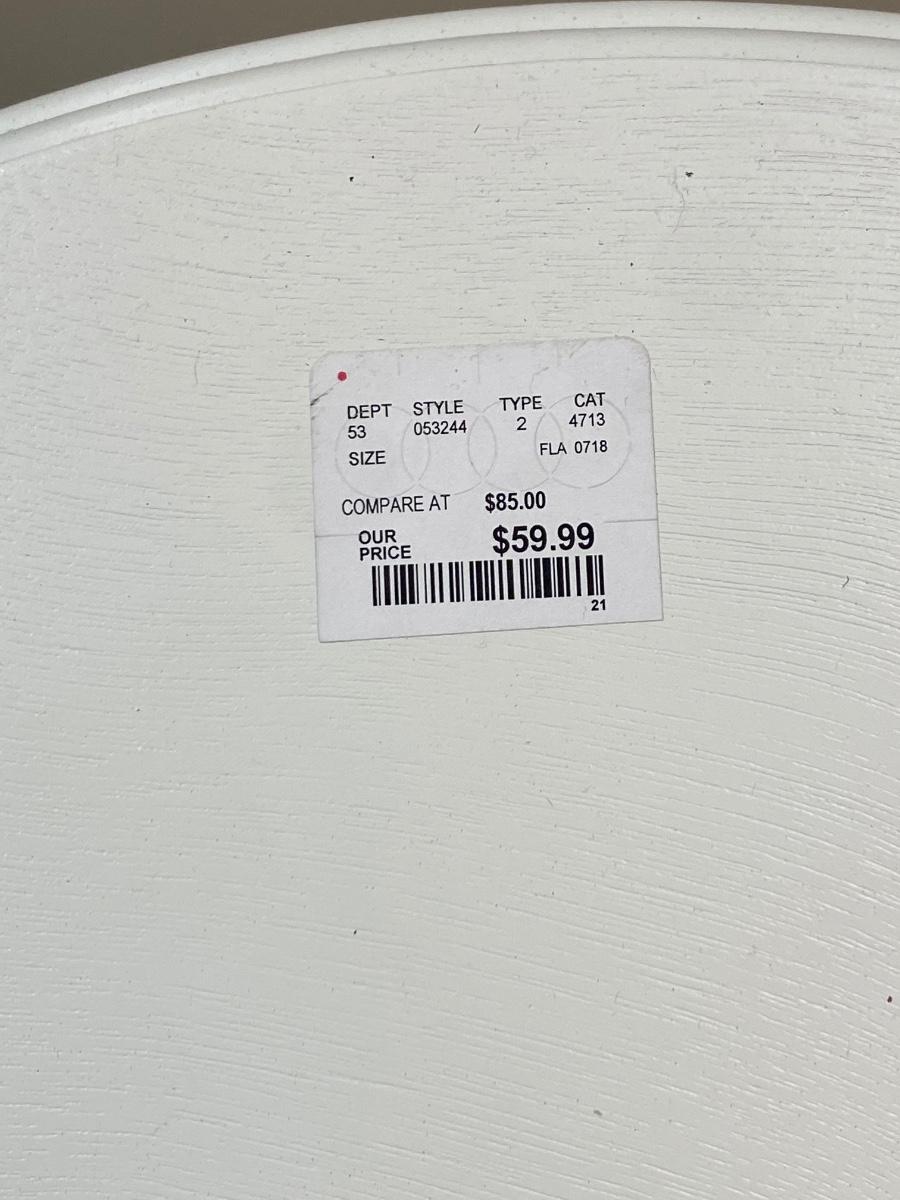 DEPT STYLE TYPE CAT
53 053244 2 4713
SIZE FLA 0718
COMPARE AT $85.00
OUR PRICE $59.99
21